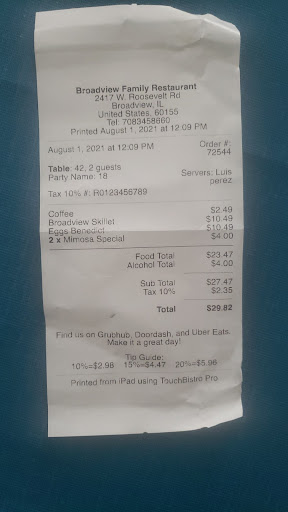 Broadview Family Restaurant
2417 W. Roosevelt Rd
Broadview, IL
United States, 60155
Tel: 7083458660
Printed August 1, 2021 at 12:09 PM
August 1, 2021 at 12:09 PM Order #: 72544
Table: 42, 2 guests
Party Name: 18 Servers: Luis perez
Tax 10% #: R0123456789
Coffee $2.49
Broadview Skillet $10.49
Eggs Benedict $10.49
2 x Mimosa Special $4.00
Food Total $23.47
Alcohol Total $4.00
Sub Total $27.47
Tax 10% $2.35
Total $29.82
Find us on Gruphub, Doordash, and Uber Eats.
Make it a great day!
Tip Guide:
10%=$2.98 15%=$4.47 20%=$5.96
Printed from iPad using TouchBistro Pro